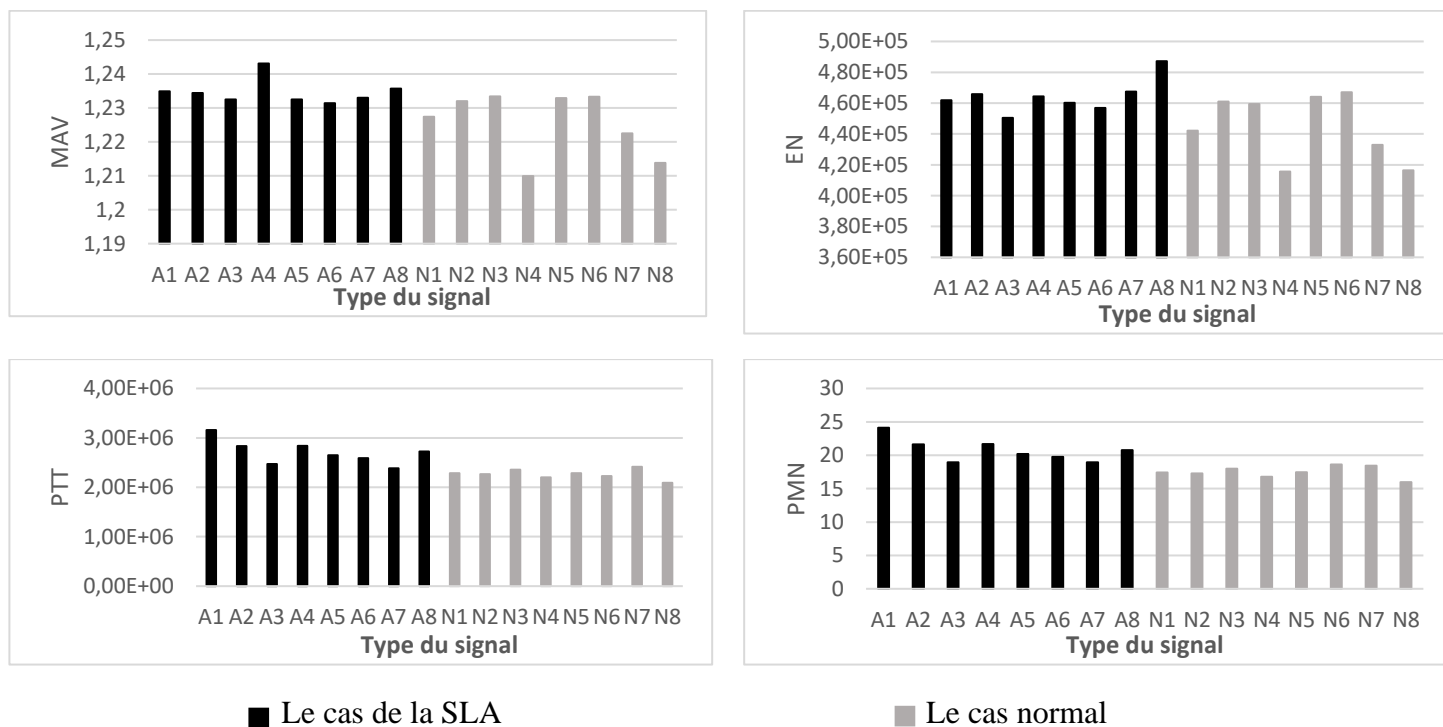 MAV
1,25
1,24
1,23
1,22
1,21
1,2
1,19
A1 A2 A3 A4 A5 A6 A7 A8 N1 N2 N3 N4 N5 N6 N7 N8
Type du signal
EN
5,00E+05
4,80E+05
4,60E+05
4,40E+05
4,20E+05
4,00E+05
3,80E+05
3,60E+05
A1 A2 A3 A4 A5 A6 A7 A8 N1 N2 N3 N4 N5 N6 N7 N8
Type du signal
PTT
4,00E+06
3,00E+06
2,00E+06
1,00E+06
0,00E+00
A1 A2 A3 A4 A5 A6 A7 A8 N1 N2 N3 N4 N5 N6 N7 N8
Type du signal
PMN
30
25
20
15
10
5
0
A1 A2 A3 A4 A5 A6 A7 A8 N1 N2 N3 N4 N5 N6 N7 N8
Type du signal
Le cas de la SLA
Le cas normal